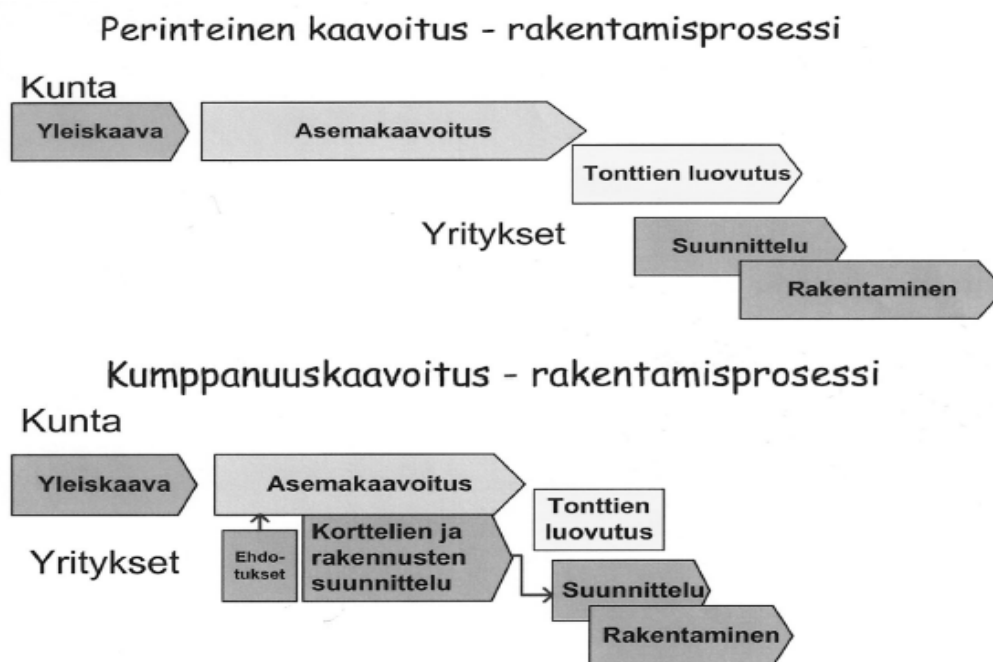 Perinteinen kaavoitus - rakentamisprosessi
Kunta
Yleiskaava
Asemakaavoitus
Tonttien luovutus
Yritykset
Suunnittelu
Rakentaminen
Kumppanuuskaavoitus - rakentamisprosessi
Kunta
Yleiskaava
Asemakaavoitus
Tonttien
luovutus
Yritykset
Ehdo-
tukset
Korttelien ja
rakennusten
suunnittelu
Suunnittelu
Rakentaminen